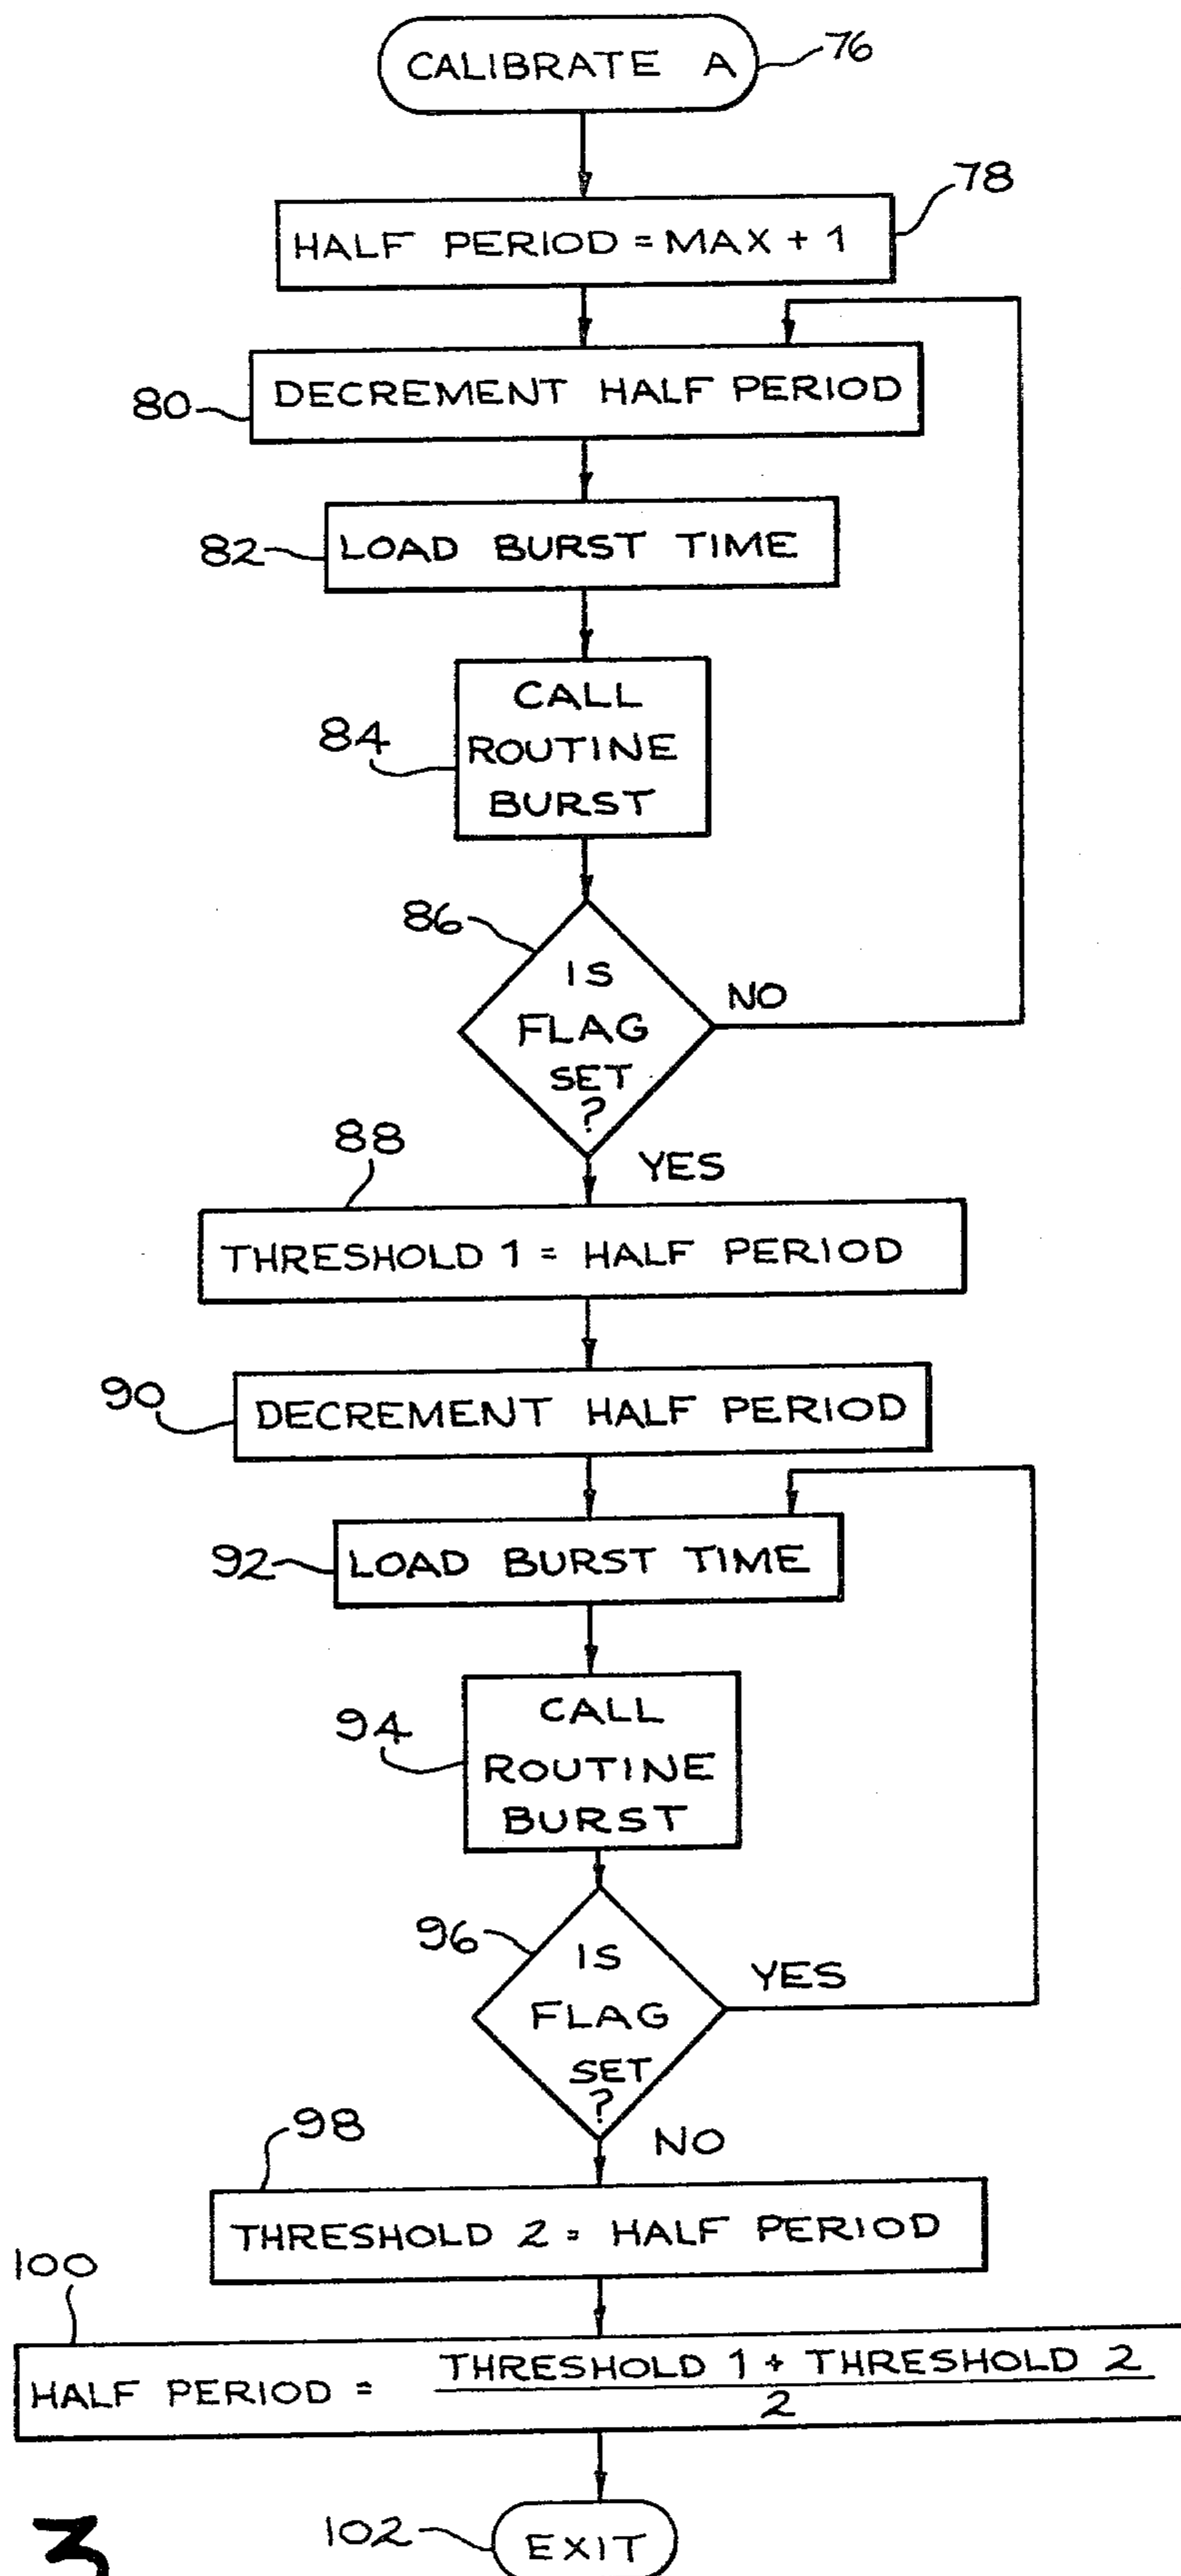 CALIBRATE A
76
78
HALF PERIOD = MAX + 1
80
DECREMENT HALF PERIOD
82
LOAD BURST TIME
84
CALL
ROUTINE
BURST
86
IS
FLAG
SET
?
NO
YES
88
THRESHOLD 1 = HALF PERIOD
90
DECREMENT HALF PERIOD
92
LOAD BURST TIME
94
CALL
ROUTINE
BURST
96
IS
FLAG
SET
?
YES
NO
98
THRESHOLD 2 = HALF PERIOD
100
HALF PERIOD =
THRESHOLD 1 + THRESHOLD 2
2
102
EXIT
3